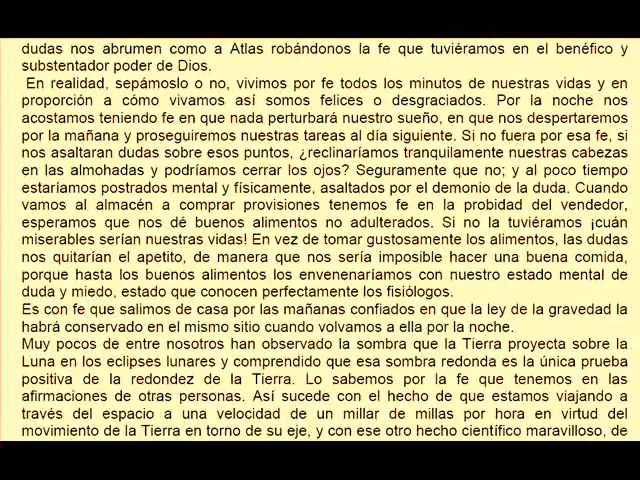 dudas nos abrumen como a Atlas robándonos la fe que tuviéramos en el benéfico y
substentador poder de Dios.
En realidad, sepámoslo o no, vivimos por fe todos los minutos de nuestras vidas y en
proporción a cómo vivamos así somos felices o desgraciados. Por la noche nos
acostamos teniendo fe en que nada perturbará nuestro sueño, en que nos despertaremos
por la mañana y proseguiremos nuestras tareas al día siguiente. Si no fuera por esa fe, si
nos asaltaran dudas sobre esos puntos, ¿reclinaríamos tranquilamente nuestras cabezas
en las almohadas y podríamos cerrar los ojos? Seguramente que no; y al poco tiempo
estaríamos postrados mental y físicamente, asaltados por el demonio de la duda. Cuando
vamos al almacén a comprar provisiones tenemos fe en la probidad del vendedor,
esperamos que nos dé buenos alimentos no adulterados. Si no la tuviéramos ¡cuán
miserables serían nuestras vidas! En vez de tomar gustosamente los alimentos, las dudas
nos quitarían el apetito, de manera que nos sería imposible hacer una buena comida,
porque hasta los buenos alimentos los envenenaríamos con nuestro estado mental de
duda y miedo, estado que conocen perfectamente los fisiólogos.
Es con fe que salimos de casa por las mañanas confiados en que la ley de la gravedad la
habrá conservado en el mismo sitio cuando volvamos a ella por la noche.
Muy pocos de entre nosotros han observado la sombra que la Tierra proyecta sobre la
Luna en los eclipses lunares y comprendido que esa sombra redonda es la única prueba
positiva de la redondez de la Tierra. Lo sabemos por la fe que tenemos en las
afirmaciones de otras personas. Así sucede con el hecho de que estamos viajando a
través del espacio a una velocidad de un millar de millas por hora en virtud del
movimiento de la Tierra en torno de su eje, y con ese otro hecho científico maravilloso, de